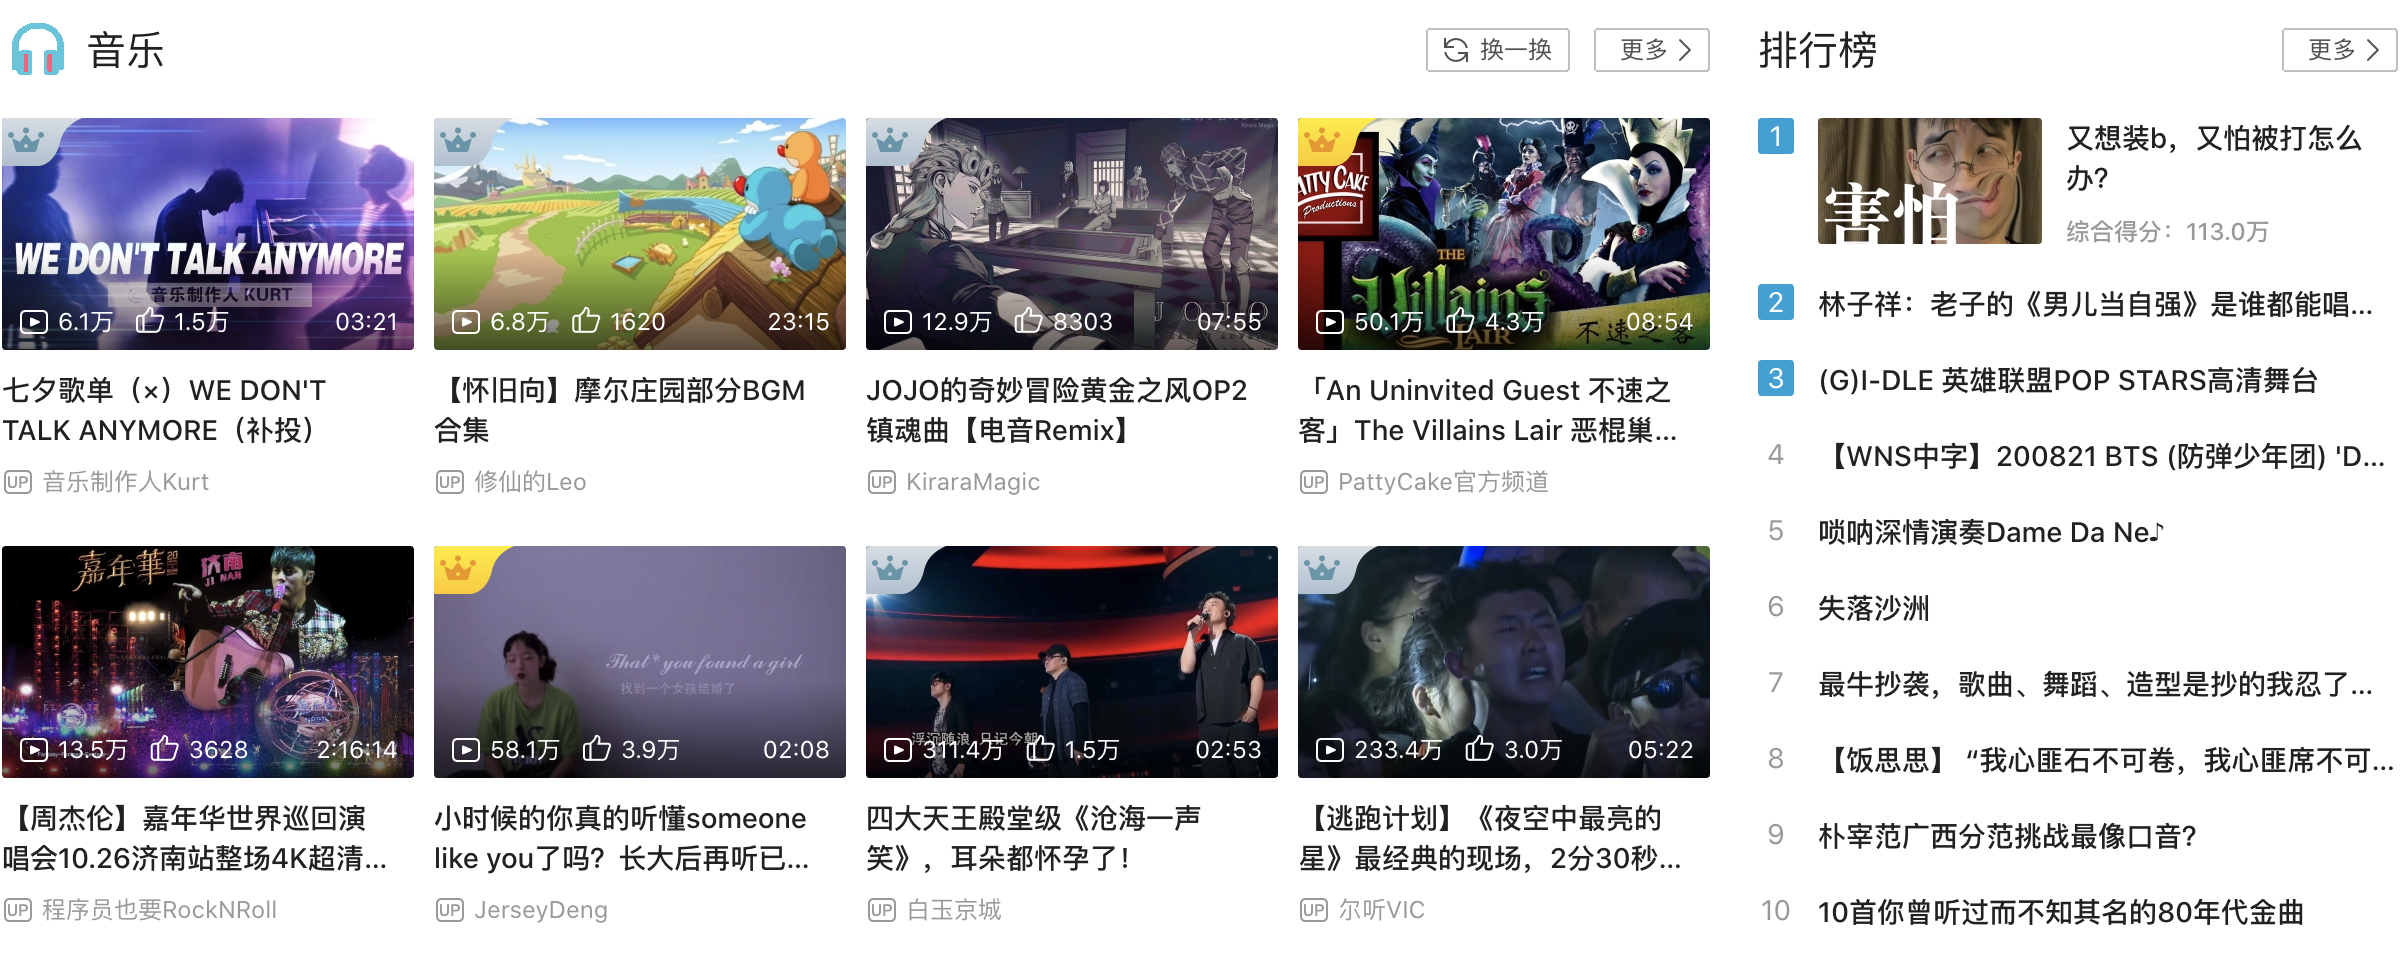 音乐
换一换
更多
排行榜
更多
WE DON'T TALK ANYMORE
音乐制作人 KURT
6.1万
1.5万
03:21
七夕歌单（×）WE DON'T
TALK ANYMORE（补投）
UP 音乐制作人Kurt
6.8万
1620
23:15
【怀旧向】摩尔庄园部分BGM
合集
UP 修仙的Leo
Kirara Magic
JOJO
12.9万
8303
07:55
JOJO的奇妙冒险黄金之风OP2
镇魂曲【电音Remix】
UP KiraraMagic
ATTY CAKE
Productions
THE
Villains
LAIR
不速之客
50.1万
4.3万
08:54
「An Uninvited Guest 不速之
客」The Villains Lair 恶棍巢...
UP PattyCake官方频道
嘉年華
济南
JI NAN
13.5万
3628
2:16:14
【周杰伦】嘉年华世界巡回演
唱会10.26济南站整场4K超清...
UP 程序员也要RockNRoll
That*you found a girl
找到一个女孩结婚了
58.1万
3.9万
02:08
小时候的你真的听懂someone
like you了吗？长大后再听已...
UP JerseyDeng
浮沉随浪 只记今朝
311.4万
1.5万
02:53
四大天王殿堂级《沧海一声
笑》，耳朵都怀孕了！
UP 白玉京城
233.4万
3.0万
05:22
【逃跑计划】《夜空中最亮的
星》最经典的现场，2分30秒...
UP 尔听VIC
1
害怕
又想装b，又怕被打怎么
办？
综合得分：113.0万
2 林子祥：老子的《男儿当自强》是谁都能唱...
3 (G)I-DLE 英雄联盟POP STARS高清舞台
4 【WNS中字】200821 BTS (防弹少年团) 'D...
5 唢呐深情演奏Dame Da Ne♪
6 失落沙洲
7 最牛抄袭，歌曲、舞蹈、造型是抄的我忍了...
8 【饭思思】“我心匪石不可卷，我心匪席不可...
9 朴宰范广西分范挑战最像口音？
10 10首你曾听过而不知其名的80年代金曲